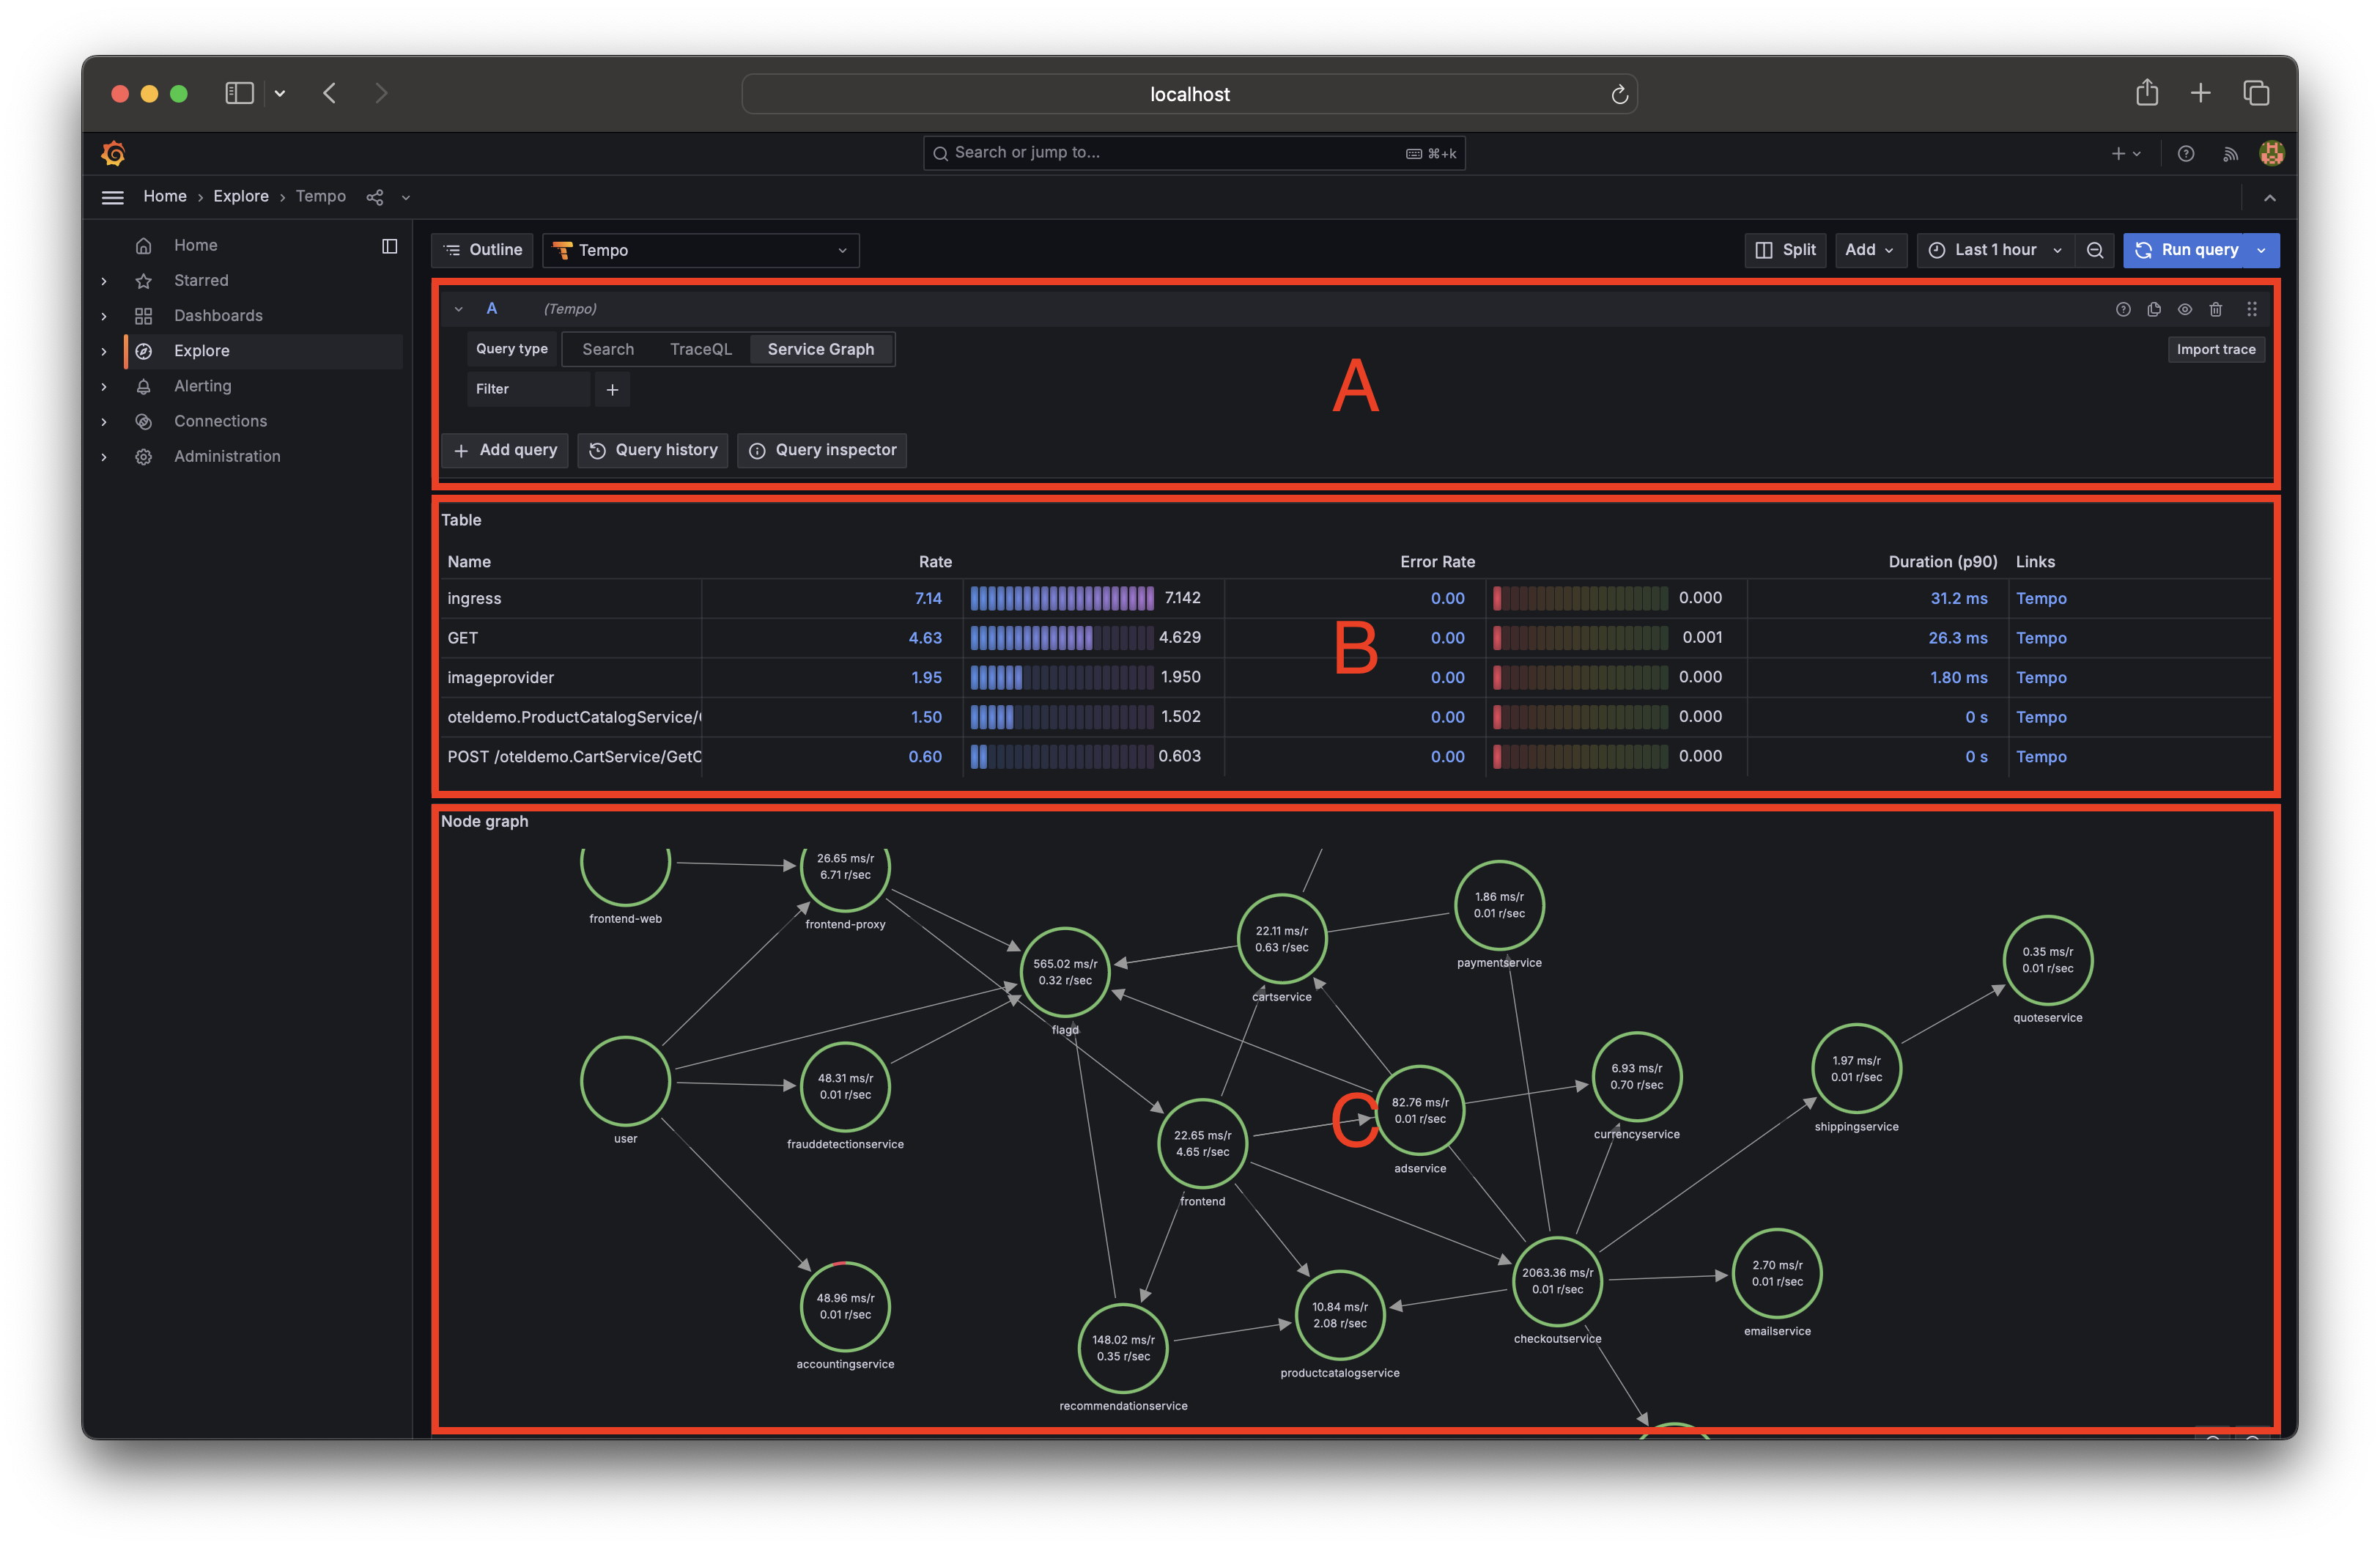 localhost
Search or jump to... ⌘+k
Home › Explore › Tempo
Home
Starred
Dashboards
Explore
Alerting
Connections
Administration
Outline Tempo Split Add Last 1 hour Run query
A (Tempo)
Query type Search TraceQL Service Graph Import trace
Filter +
A
+ Add query Query history Query inspector
Table
Name Rate Error Rate Duration (p90) Links
ingress 7.14 7.142 0.00 0.000 31.2 ms Tempo
GET 4.63 4.629 0.00 0.001 26.3 ms Tempo
B
imageprovider 1.95 1.950 0.00 0.000 1.80 ms Tempo
oteldemo.ProductCatalogService/ 1.50 1.502 0.00 0.000 0 s Tempo
POST /oteldemo.CartService/GetC 0.60 0.603 0.00 0.000 0 s Tempo
Node graph
frontend-web
26.65 ms/r
6.71 r/sec
frontend-proxy
565.02 ms/r
0.32 r/sec
flagd
22.11 ms/r
0.63 r/sec
cartservice
1.86 ms/r
0.01 r/sec
paymentservice
0.35 ms/r
0.01 r/sec
quoteservice
user
48.31 ms/r
0.01 r/sec
frauddetectionservice
22.65 ms/r
4.65 r/sec
frontend
C
82.76 ms/r
0.01 r/sec
adservice
6.93 ms/r
0.70 r/sec
currencyservice
1.97 ms/r
0.01 r/sec
shippingservice
48.96 ms/r
0.01 r/sec
accountingservice
148.02 ms/r
0.35 r/sec
recommendationservice
10.84 ms/r
2.08 r/sec
productcatalogservice
2063.36 ms/r
0.01 r/sec
checkoutservice
2.70 ms/r
0.01 r/sec
emailservice